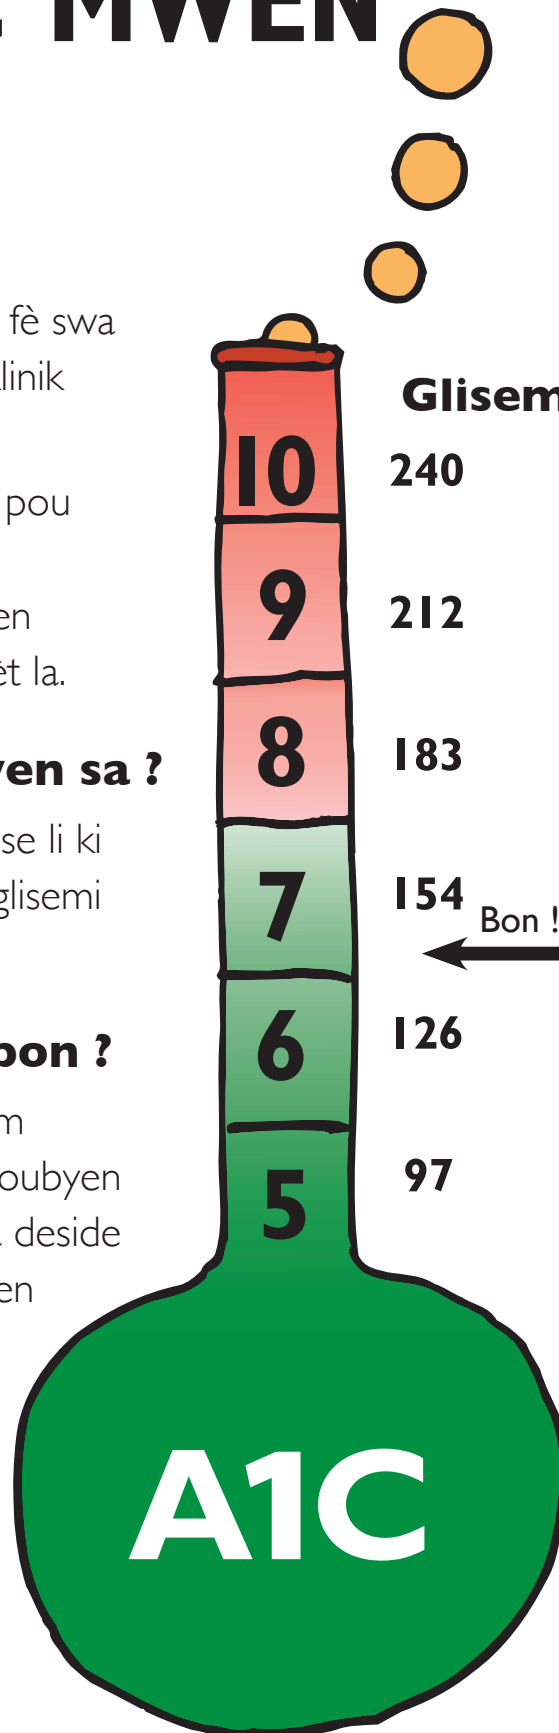 MWEN
fè swa
linik
pou
en
èt la.
en sa ?
se li ki
glisemi
bon ?
m
oubyen
deside
en
Glisem
10 240
9 212
8 183
7 154
Bon !
6 126
5 97
A1C